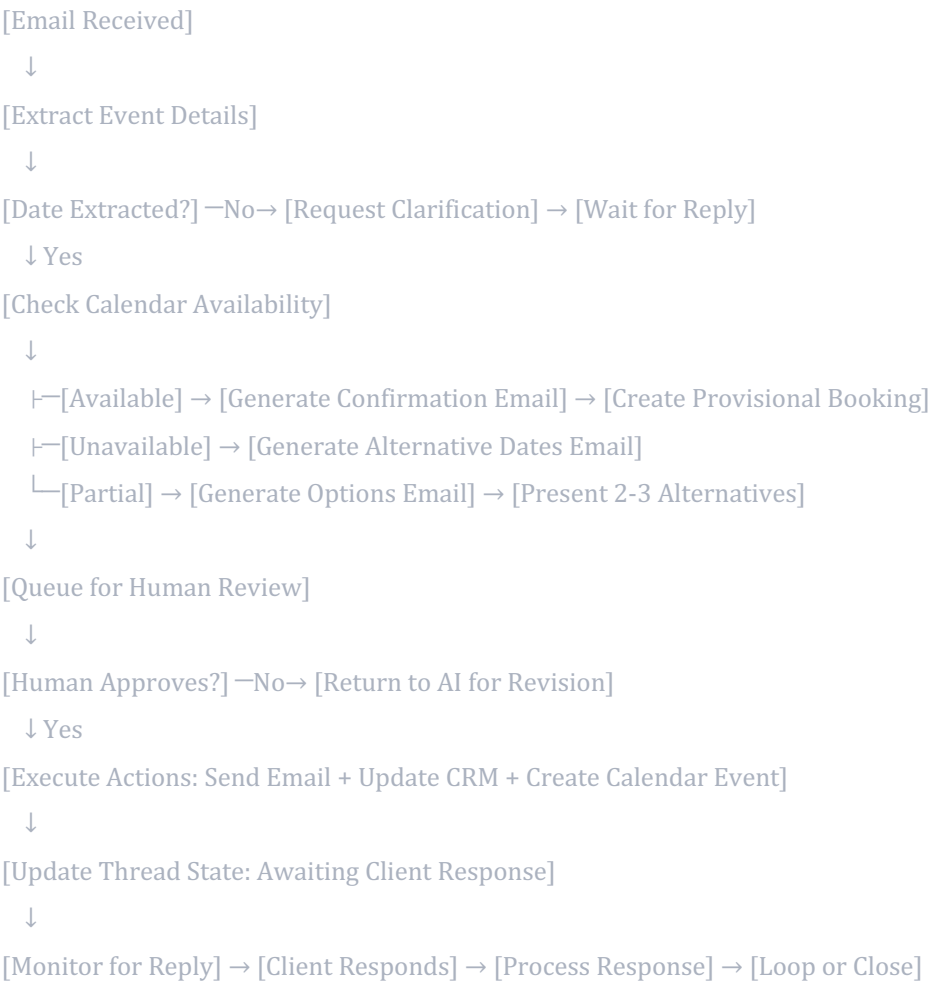 [Email Received]
↓
[Extract Event Details]
↓
[Date Extracted?] ─No→ [Request Clarification] → [Wait for Reply]
↓ Yes
[Check Calendar Availability]
↓
├─[Available] → [Generate Confirmation Email] → [Create Provisional Booking]
├─[Unavailable] → [Generate Alternative Dates Email]
└─[Partial] → [Generate Options Email] → [Present 2-3 Alternatives]
↓
[Queue for Human Review]
↓
[Human Approves?] ─No→ [Return to AI for Revision]
↓ Yes
[Execute Actions: Send Email + Update CRM + Create Calendar Event]
↓
[Update Thread State: Awaiting Client Response]
↓
[Monitor for Reply] → [Client Responds] → [Process Response] → [Loop or Close]